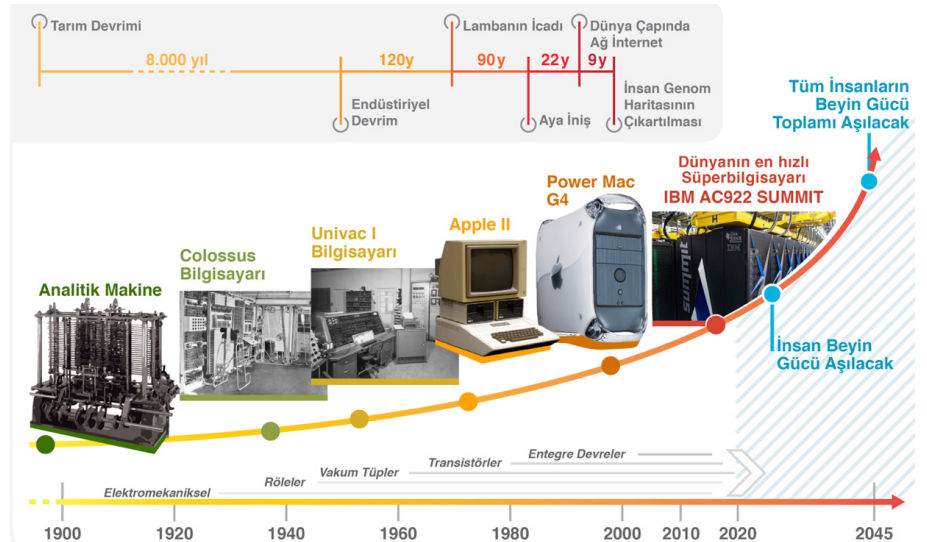 Tarım Devrimi
Lambanın İcadı
Dünya Çapında
Ağ İnternet
8.000 yıl
120y
90y
22y
9y
Endüstiriyel
Devrim
Aya İniş
İnsan Genom
Haritasının
Çıkartılması
Tüm İnsanların
Beyin Gücü
Toplamı Aşılacak
Dünyanın en hızlı
Süperbilgisayarı
IBM AC922 SUMMIT
Power Mac
G4
Apple II
Univac I
Bilgisayarı
Colossus
Bilgisayarı
Analitik Makine
H
summit
İnsan Beyin
Gücü Aşılacak
Entegre Devreler
Transistörler
Vakum Tüpler
Röleler
Elektromekaniksel
1900
1920
1940
1960
1980
2000
2010
2020
2045